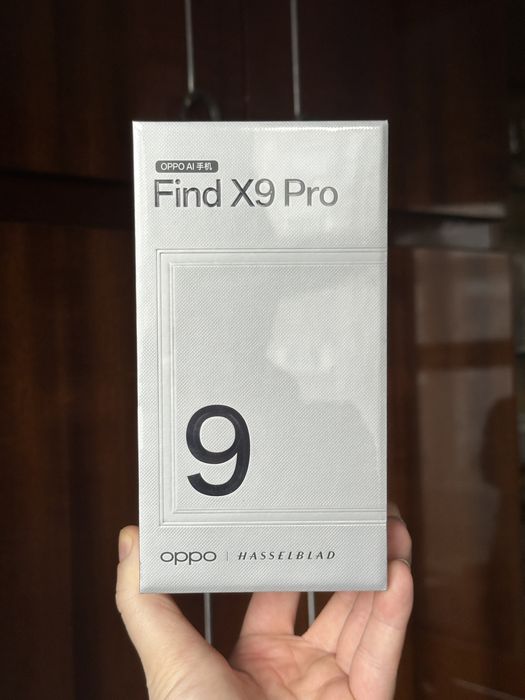 OPPO AI 手机
Find X9 Pro
9
oppo | HASSELBLAD